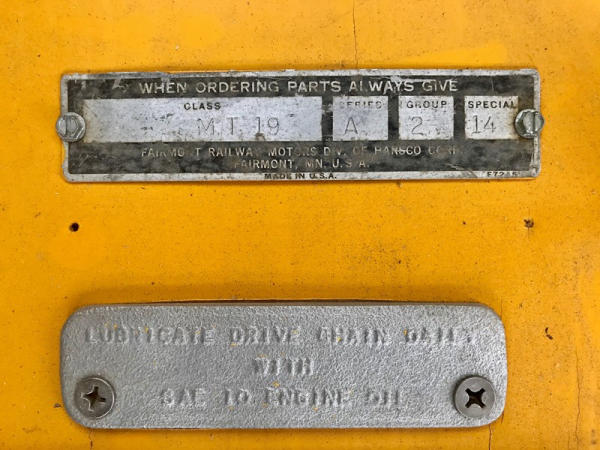 WHEN ORDERING PARTS ALWAYS GIVE
CLASS SERIES GROUP SPECIAL
M.T. 19 A 2 14
FAIRMONT RAILWAY MOTORS DIV. OF HARSCO CORP.
FAIRMONT, MN. U.S.A.
MADE IN U.S.A.
LUBRICATE DRIVE CHAIN DAILY
WITH
SAE 10 ENGINE OIL